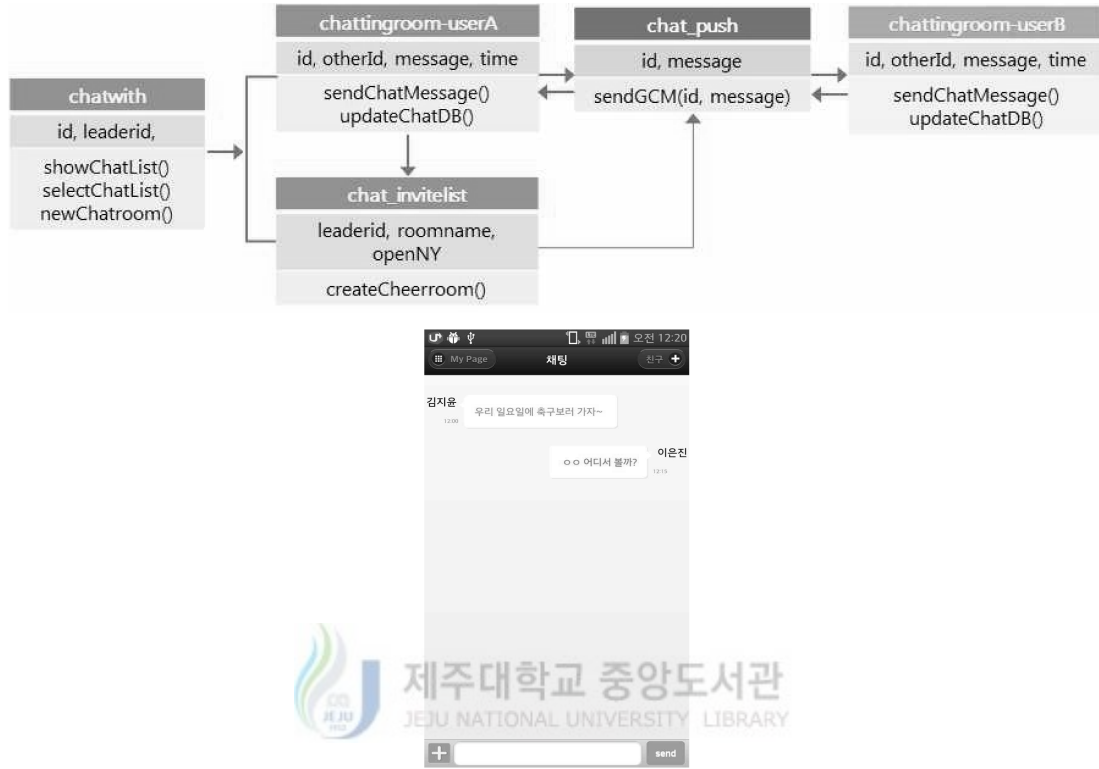 chatwith
id, leaderid,
showChatList()
selectChatList()
newChatroom()
chattingroom-userA
id, otherId, message, time
sendChatMessage()
updateChatDB()
chat_invitelist
leaderid, roomname,
openNY
createCheerroom()
chat_push
id, message
sendGCM(id, message)
chattingroom-userB
id, otherId, message, time
sendChatMessage()
updateChatDB()
오전 12:20
My Page
채팅
친구
김지윤
우리 일요일에 축구보러 가자~
12:00
이은진
ㅇㅇ 어디서 볼까?
12:15
제주대학교 중앙도서관
JEJU NATIONAL UNIVERSITY LIBRARY
JEJU
1952
send